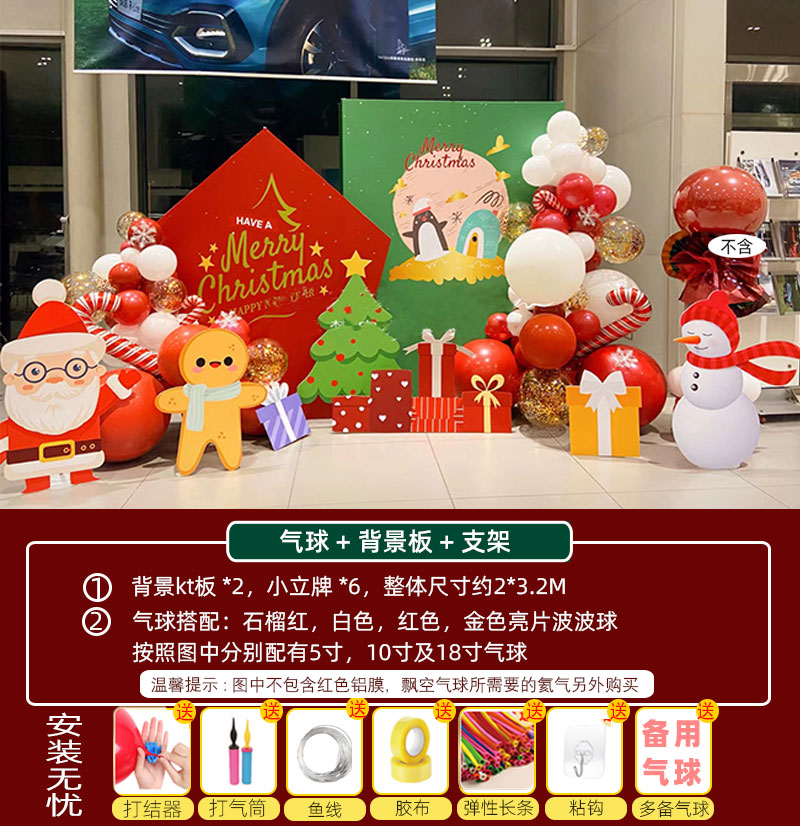 HAVE A
Merry
Christmas
HAPPY NEW YEAR
Merry
Christmas
不含
气球 + 背景板 + 支架
① 背景kt板 *2，小立牌 *6，整体尺寸约2*3.2M
② 气球搭配：石榴红，白色，红色，金色亮片波波球
按照图中分别配有5寸，10寸及18寸气球
温馨提示 : 图中不包含红色铝膜，飘空气球所需要的氦气另外购买
安装无忧
送 送 送 送 送 送 送
备用
气球
打结器 打气筒 鱼线 胶布 弹性长条 粘钩 多备气球